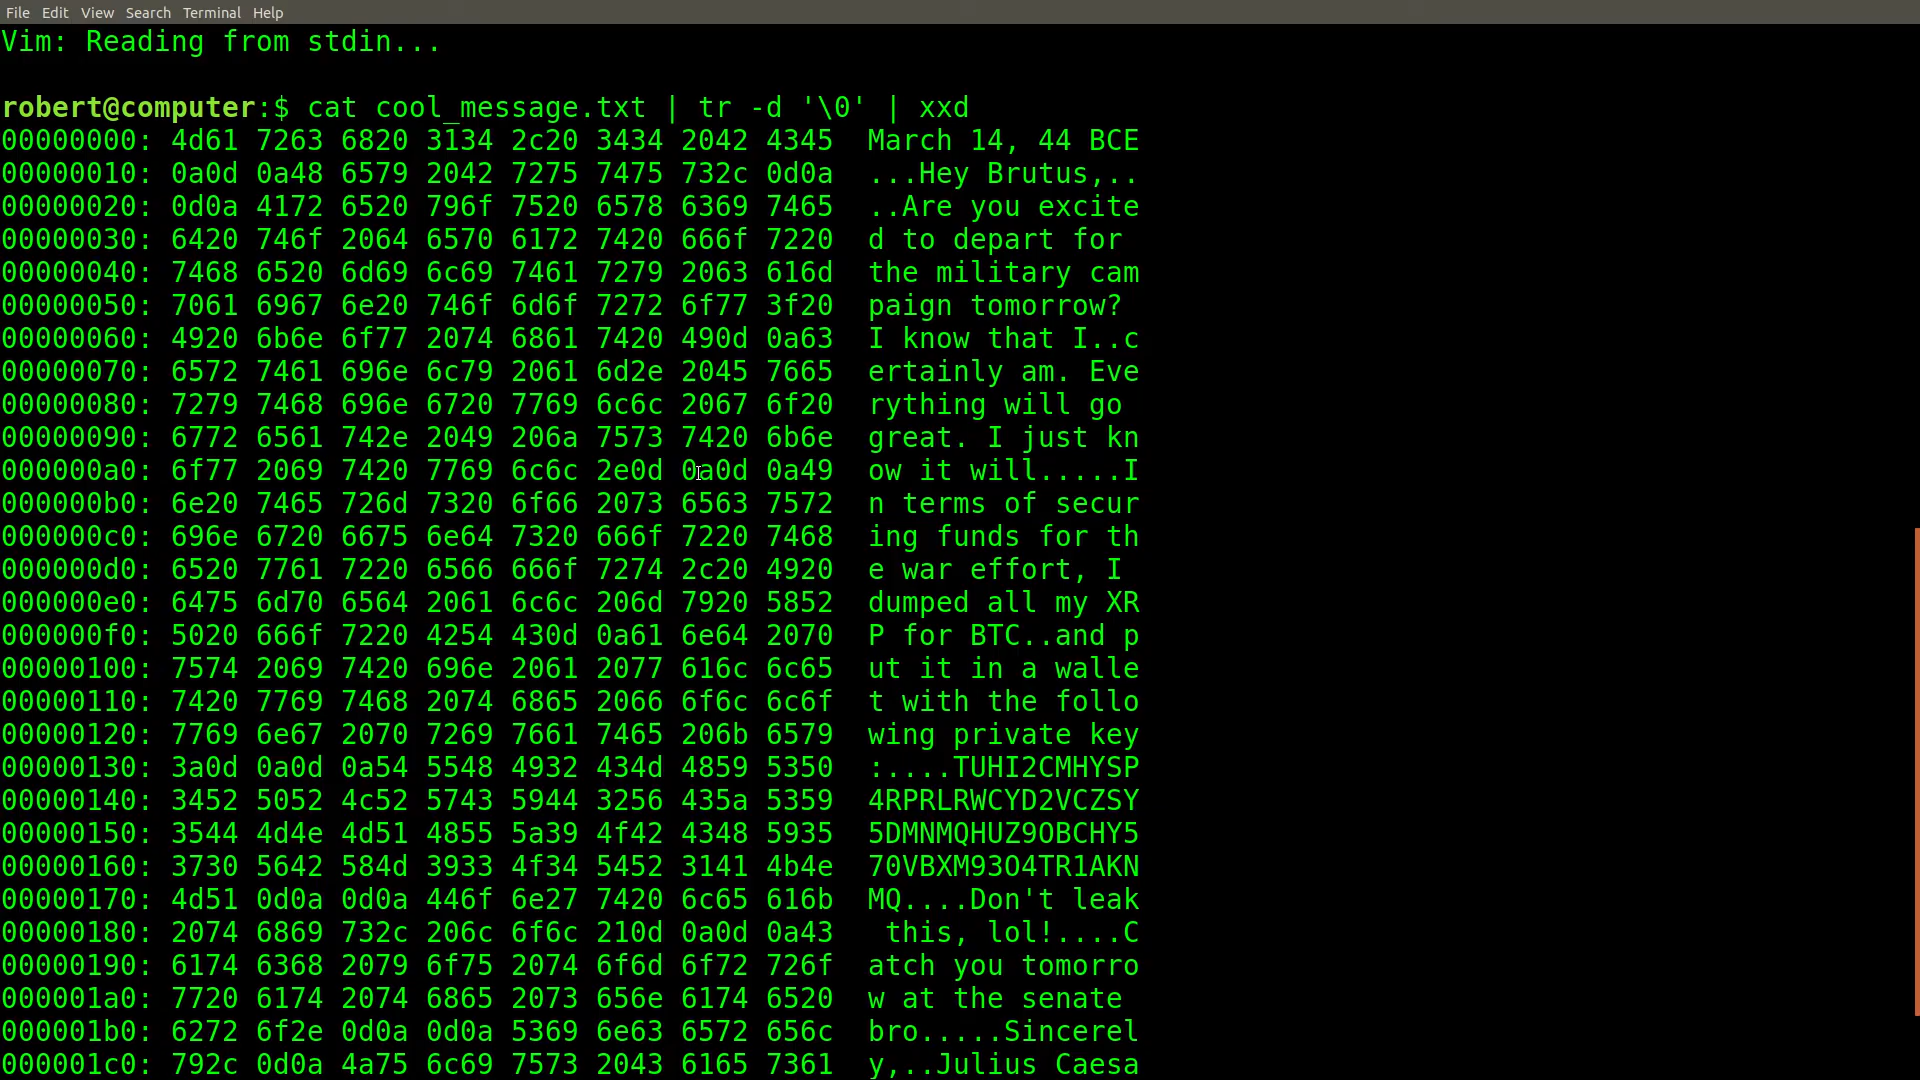 File Edit View Search Terminal Help
Vim: Reading from stdin...
robert@computer:$ cat cool_message.txt | tr -d '\0' | xxd
00000000: 4d61 7263 6820 3134 2c20 3434 2042 4345  March 14, 44 BCE
00000010: 0a0d 0a48 6579 2042 7275 7475 732c 0d0a  ...Hey Brutus,..
00000020: 0d0a 4172 6520 796f 7520 6578 6369 7465  ..Are you excite
00000030: 6420 746f 2064 6570 6172 7420 666f 7220  d to depart for
00000040: 7468 6520 6d69 6c69 7461 7279 2063 616d  the military cam
00000050: 7061 6967 6e20 746f 6d6f 7272 6f77 3f20  paign tomorrow?
00000060: 4920 6b6e 6f77 2074 6861 7420 490d 0a63  I know that I..c
00000070: 6572 7461 696e 6c79 2061 6d2e 2045 7665  ertainly am. Eve
00000080: 7279 7468 696e 6720 7769 6c6c 2067 6f20  rything will go
00000090: 6772 6561 742e 2049 206a 7573 7420 6b6e  great. I just kn
000000a0: 6f77 2069 7420 7769 6c6c 2e0d 0a0d 0a49  ow it will.....I
000000b0: 6e20 7465 726d 7320 6f66 2073 6563 7572  n terms of secur
000000c0: 696e 6720 6675 6e64 7320 666f 7220 7468  ing funds for th
000000d0: 6520 7761 7220 6566 666f 7274 2c20 4920  e war effort, I
000000e0: 6475 6d70 6564 2061 6c6c 206d 7920 5852  dumped all my XR
000000f0: 5020 666f 7220 4254 430d 0a61 6e64 2070  P for BTC..and p
00000100: 7574 2069 7420 696e 2061 2077 616c 6c65  ut it in a walle
00000110: 7420 7769 7468 2074 6865 2066 6f6c 6c6f  t with the follo
00000120: 7769 6e67 2070 7269 7661 7465 206b 6579  wing private key
00000130: 3a0d 0a0d 0a54 5548 4932 434d 4859 5350  :....TUHI2CMHYSP
00000140: 3452 5052 4c52 5743 5944 3256 435a 5359  4RPRLRWCYD2VCZSY
00000150: 3544 4d4e 4d51 4855 5a39 4f42 4348 5935  5DMNMQHUZ9OBCHY5
00000160: 3730 5642 584d 3933 4f34 5452 3141 4b4e  70VBXM93O4TR1AKN
00000170: 4d51 0d0a 0d0a 446f 6e27 7420 6c65 616b  MQ....Don't leak
00000180: 2074 6869 732c 206c 6f6c 210d 0a0d 0a43   this, lol!....C
00000190: 6174 6368 2079 6f75 2074 6f6d 6f72 726f  atch you tomorro
000001a0: 7720 6174 2074 6865 2073 656e 6174 6520  w at the senate
000001b0: 6272 6f2e 0d0a 0d0a 5369 6e63 6572 656c  bro.....Sincerel
000001c0: 792c 0d0a 4a75 6c69 7573 2043 6165 7361  y,..Julius Caesa